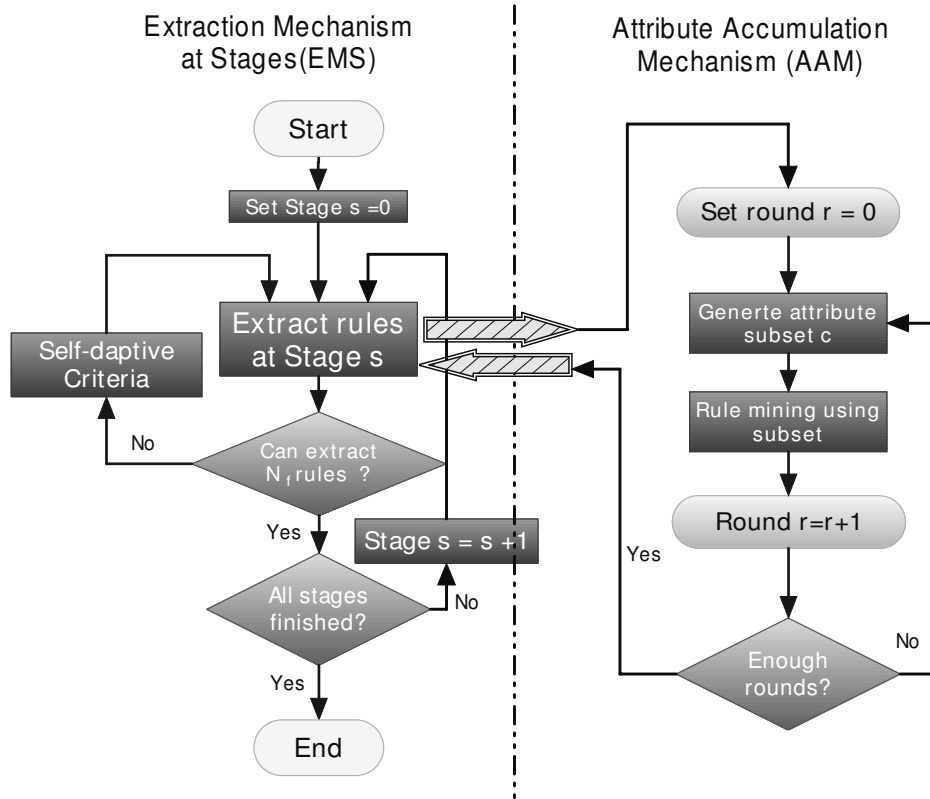 Extraction Mechanism
at Stages(EMS)
Start
Set Stage s =0
Extract rules
at Stage s
Self-daptive
Criteria
No
Can extract
N f rules ?
Yes
Stage s = s +1
All stages
finished?
No
Yes
End
Attribute Accumulation
Mechanism (AAM)
Set round r = 0
Generte attribute
subset c
Rule mining using
subset
Round r=r+1
Yes
Enough
rounds?
No